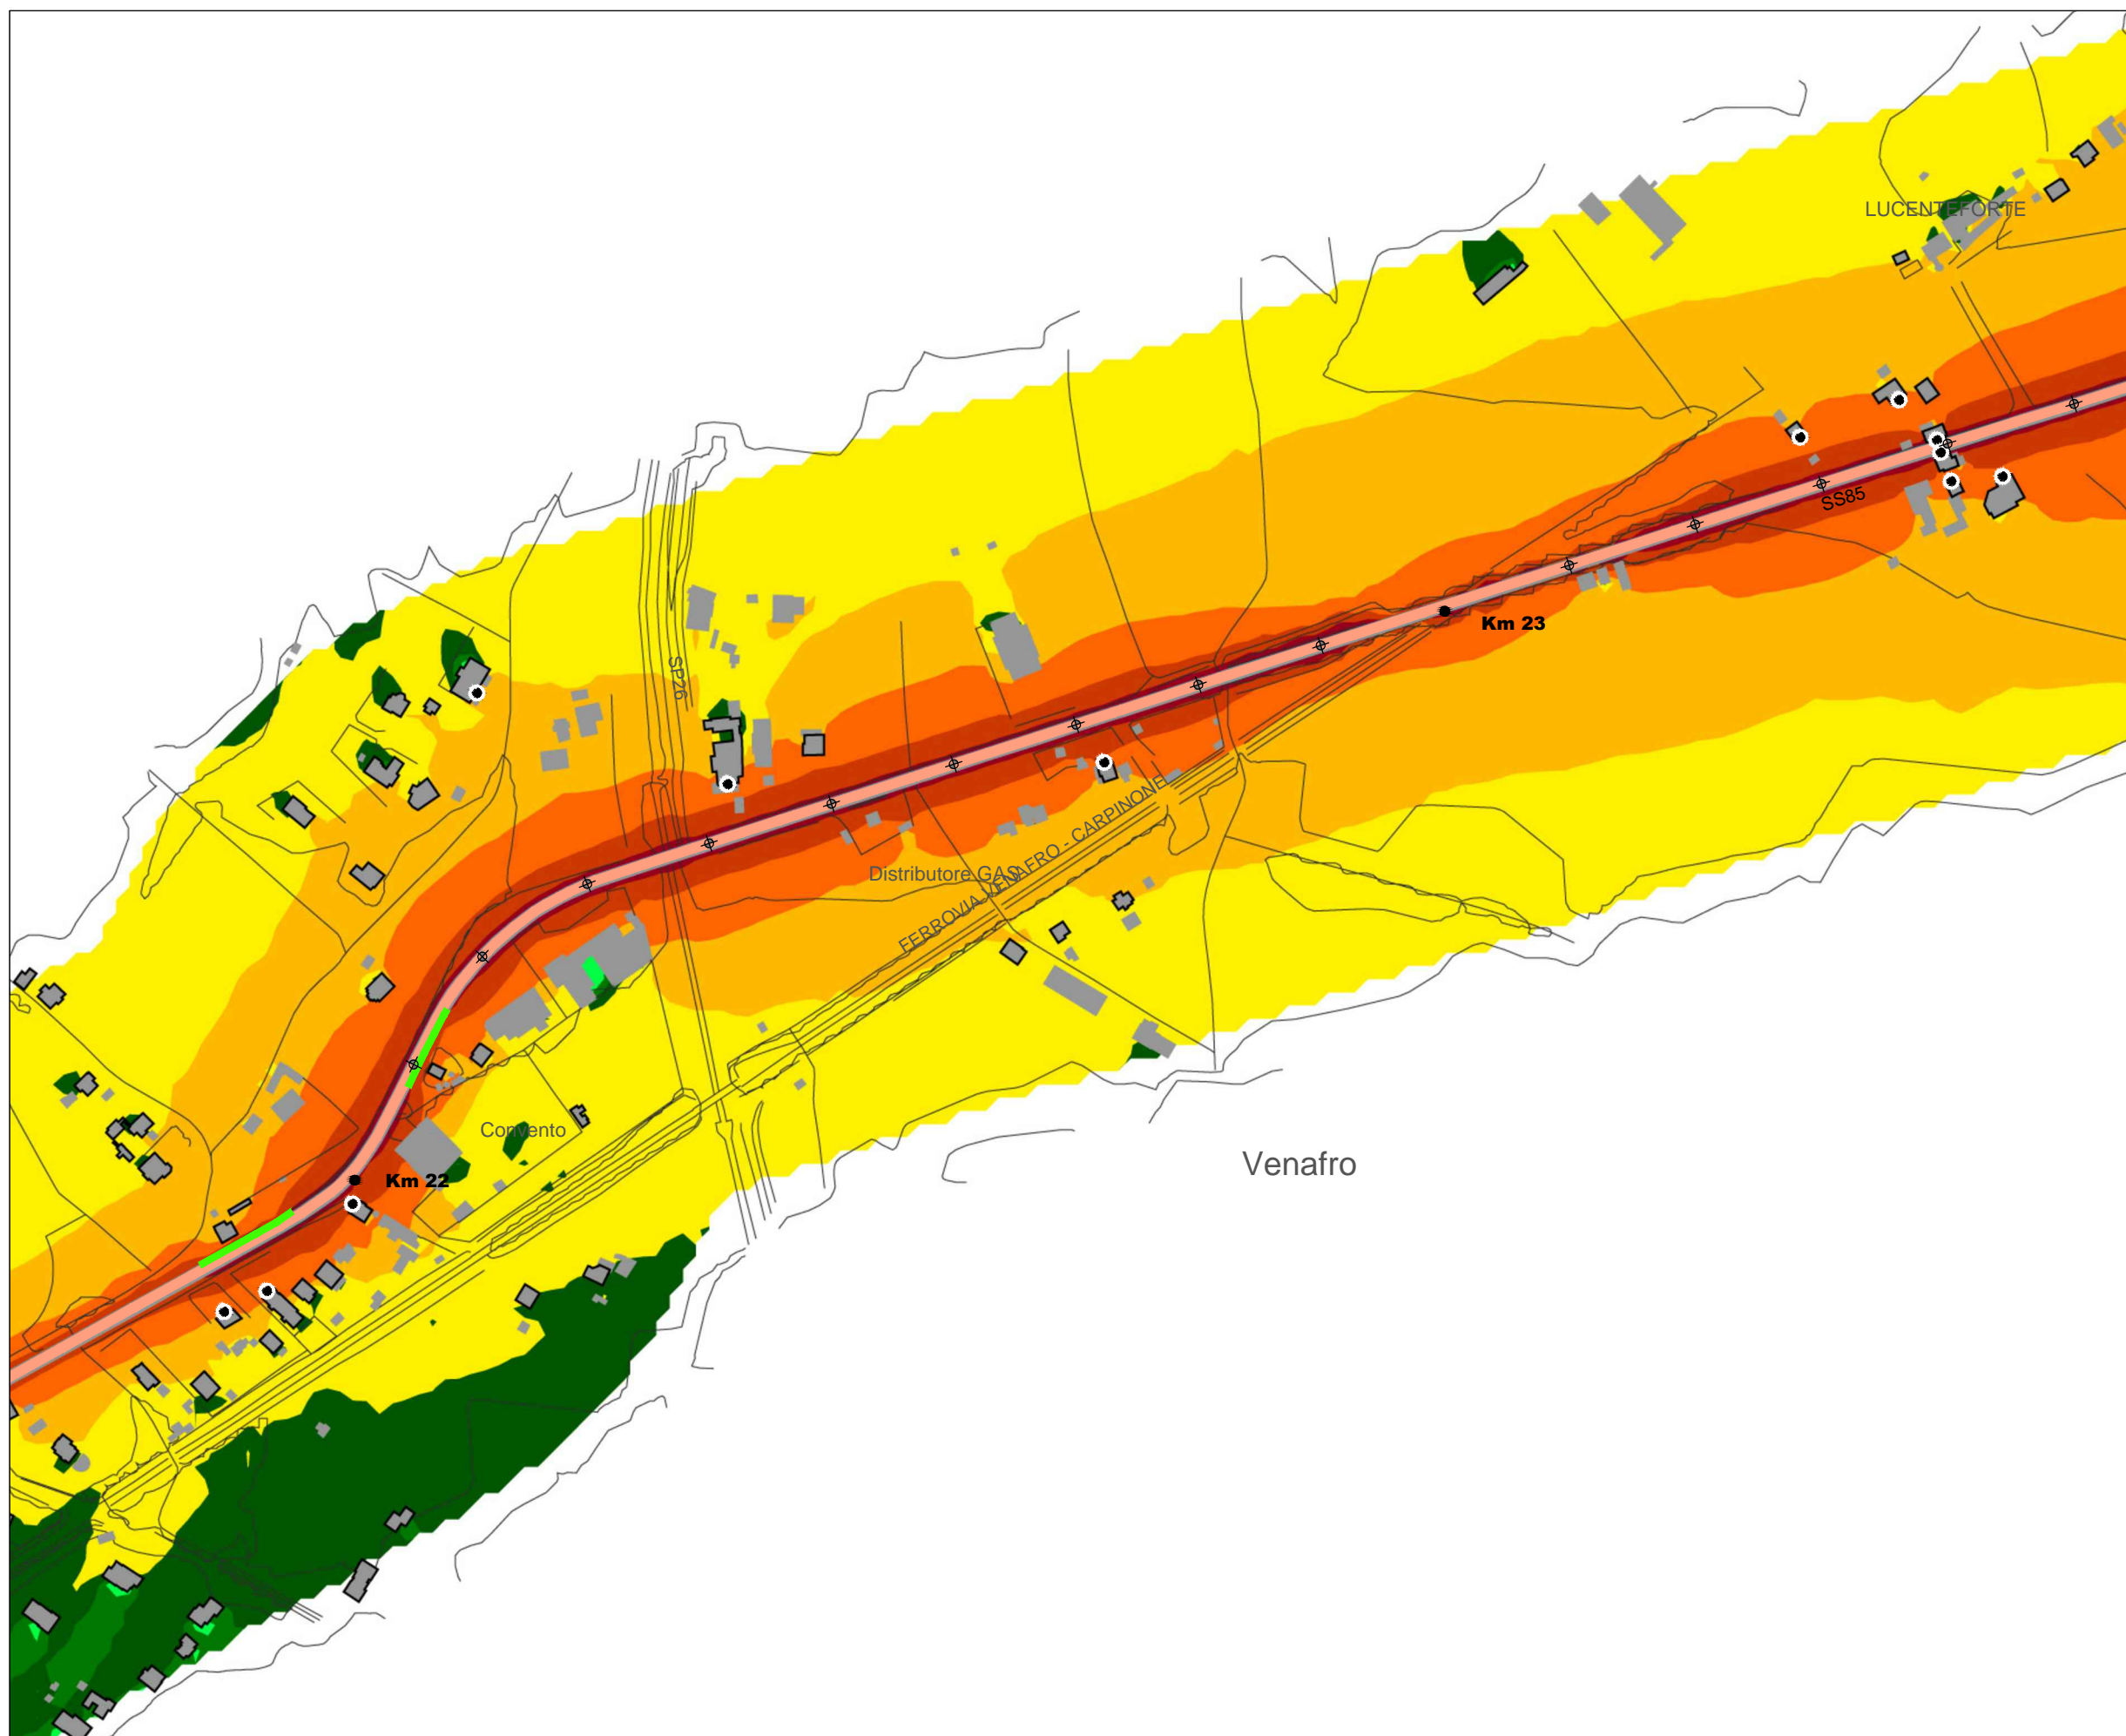 LUCENTEFORTE
SS85
Km 23
SP26
Distributore GAS
FERROVIA VENAFRO - CARPINONE
Convento
Venafro
Km 22